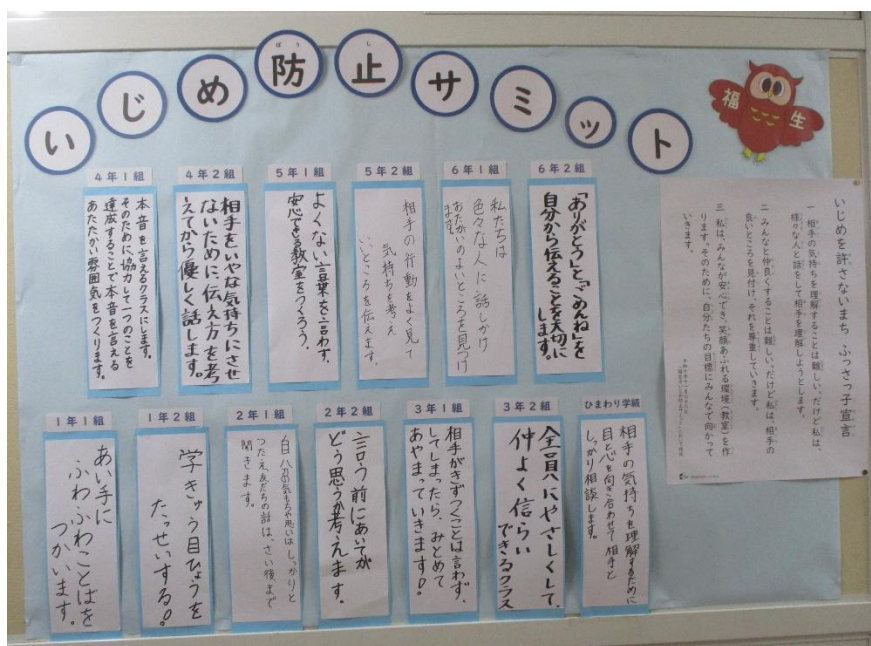 いじめ防止サミット
ぼう
し
福生
4年1組
本音を言えるクラスにします。
そのために協力して一つのことを
達成することで本音を言える
あたたかい雰囲気をつくります。
4年2組
相手をいやな気持ちにさせ
ないために、伝え方を考
えてから優しく話します。
5年1組
よくない言葉を言わず、
安心できる教室をつくろう。
5年2組
相手の行動をよく見て
気持ちを考え
いいところを伝えます。
6年1組
私たちは
色々な人に話しかけ
おたがいのよいところを見つけ
ます。
6年2組
「ありがとう」と、「ごめんね」を
自分から伝えることを大切に
します。
1年1組
あい手に
ふわふわことばを
つかいます。
1年2組
学きゅう目ひょうを
たっせいする!
2年1組
自分の気もちや思いはしっかりと
つたえ、友だちの話は、さい後まで
聞きます。
2年2組
言う前にあいてが
どう思うか考えます。
3年1組
相手がきずつくことは言わず、
してしまったら、みとめて
あやまっていきます!
3年2組
全員にやさしくして、
仲よく信らい
できるクラス
ひまわり学級
相手の気持ちを理解するために
目と心を向き合わせて相手と
しっかり相談します。
いじめを許さないまち ふっさっ子宣言
一 相手の気持ちを理解することは難しい。だけど私は、
様々な人と話をして相手を理解しようとします。
二 みんなと仲良くすることは難しい。だけど私は、相手の
良いところを見付け、それを尊重していきます。
三 私は、みんなが安心でき、笑顔あふれる環境(教室)を作
ります。そのために、自分たちの目標にみんなで向かって
いきます。